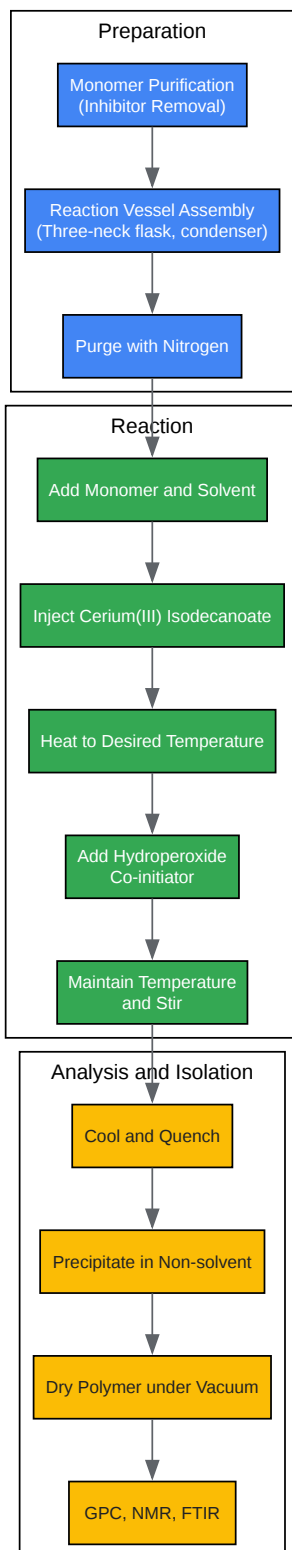 Preparation
Monomer Purification
(Inhibitor Removal)
Reaction Vessel Assembly
(Three-neck flask, condenser)
Purge with Nitrogen
Reaction
Add Monomer and Solvent
Inject Cerium(III) Isodecanoate
Heat to Desired Temperature
Add Hydroperoxide
Co-initiator
Maintain Temperature
and Stir
Analysis and Isolation
Cool and Quench
Precipitate in Non-solvent
Dry Polymer under Vacuum
GPC, NMR, FTIR